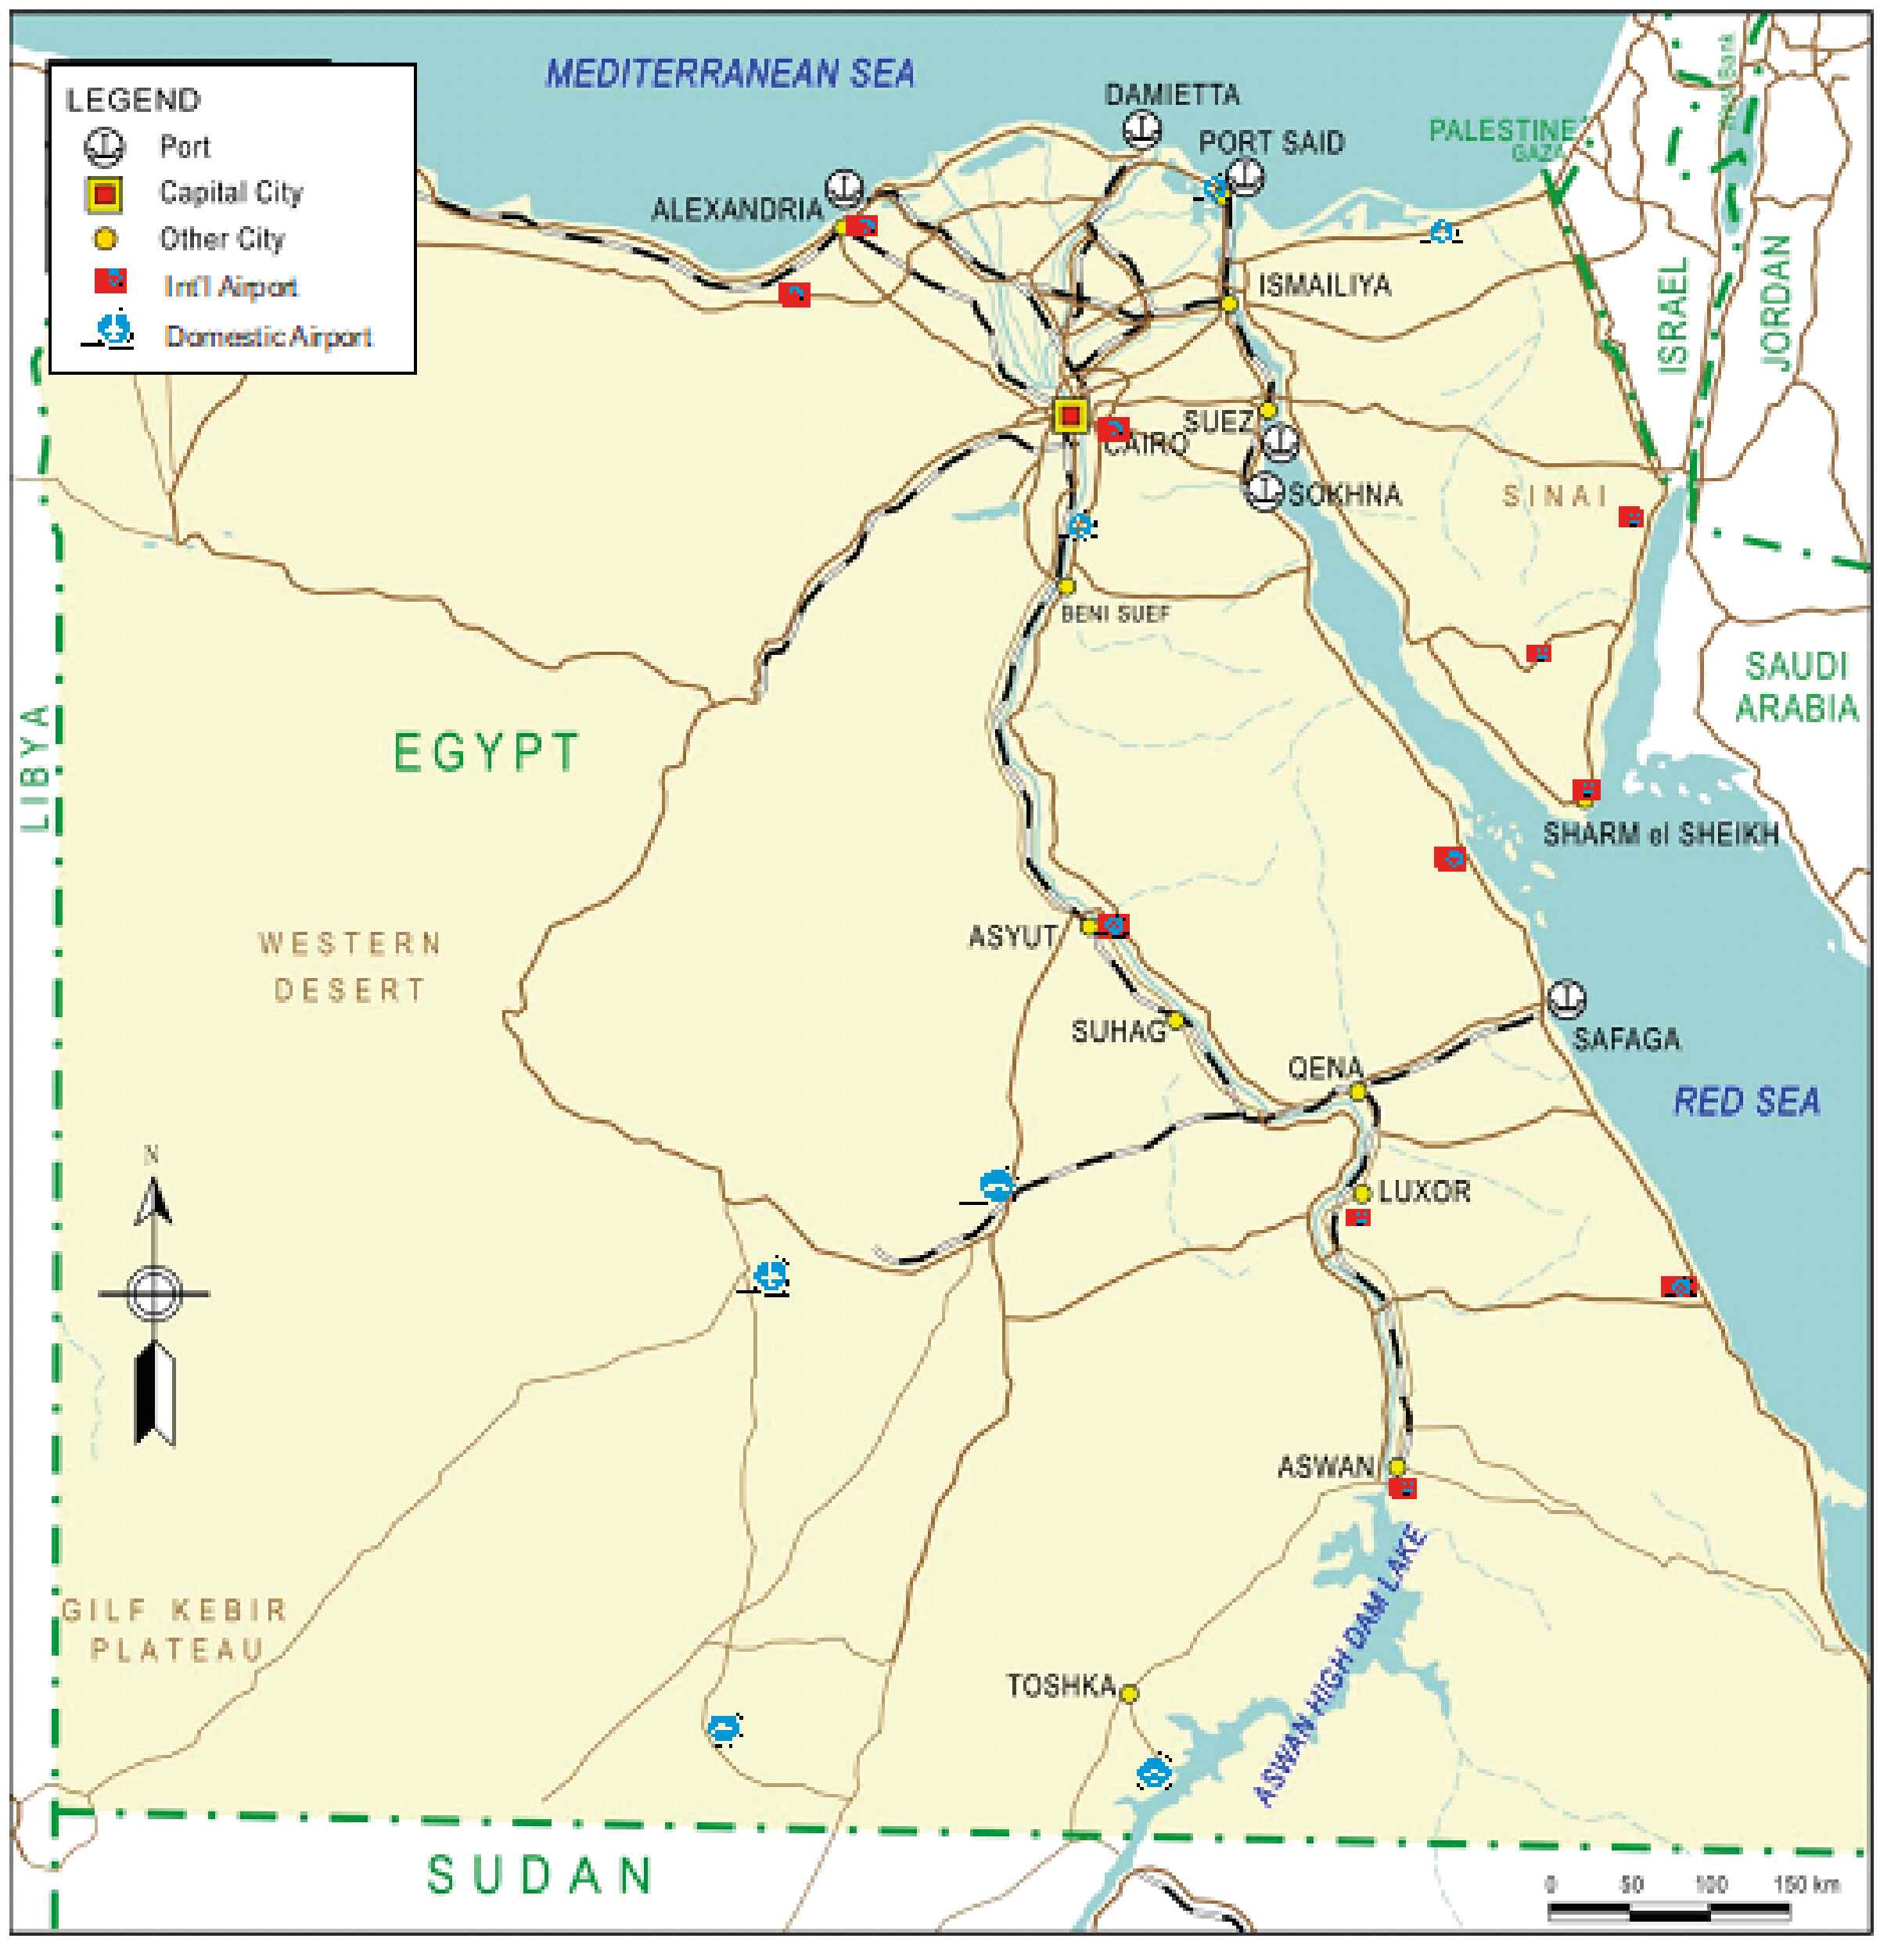 MEDITERRANEAN SEA
LEGEND
Port
Capital City
Other City
Int'l Airport
Domestic Airport
DAMIETTA
PORT SAID
PALESTINE
GAZA
West Bank
ALEXANDRIA
ISMAILIYA
ISRAEL
JORDAN
SUEZ
CAIRO
SOKHNA
SINAI
BENI SUEF
SAUDI
ARABIA
LIBYA
EGYPT
SHARM el SHEIKH
WESTERN
DESERT
ASYUT
SUHAG
SAFAGA
QENA
RED SEA
N
LUXOR
ASWAN
ASWAN HIGH DAM LAKE
GILF KEBIR
PLATEAU
TOSHKA
SUDAN
0 50 100 150 km